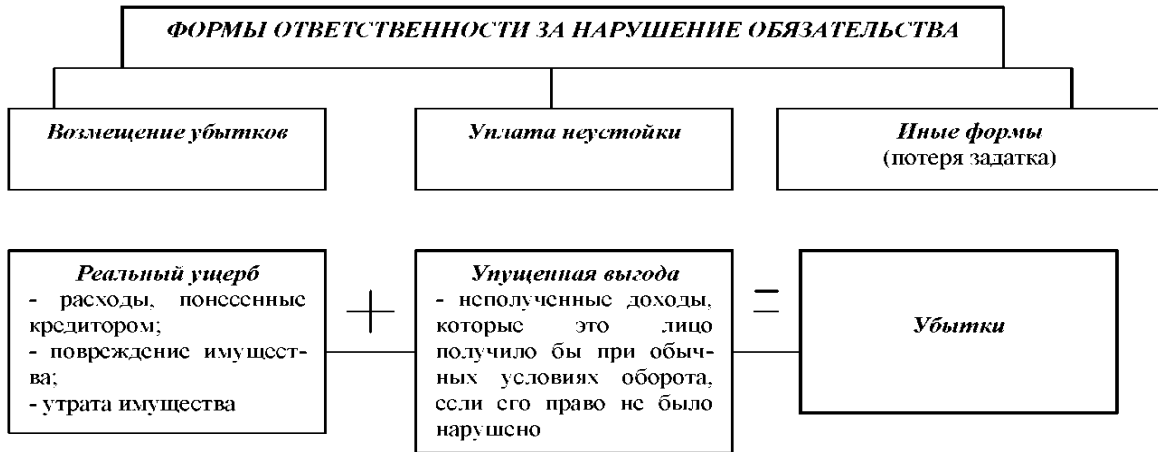 ФОРМЫ ОТВЕТСТВЕННОСТИ ЗА НАРУШЕНИЕ ОБЯЗАТЕЛЬСТВА
Возмещение убытков
Уплата неустойки
Иные формы
(потеря задатка)
Реальный ущерб
- расходы, понесенные
кредитором;
- повреждение имущест-
ва;
- утрата имущества
+
Упущенная выгода
- неполученные доходы,
которые это лицо
получило бы при обыч-
ных условиях оборота,
если его право не было
нарушено
=
Убытки